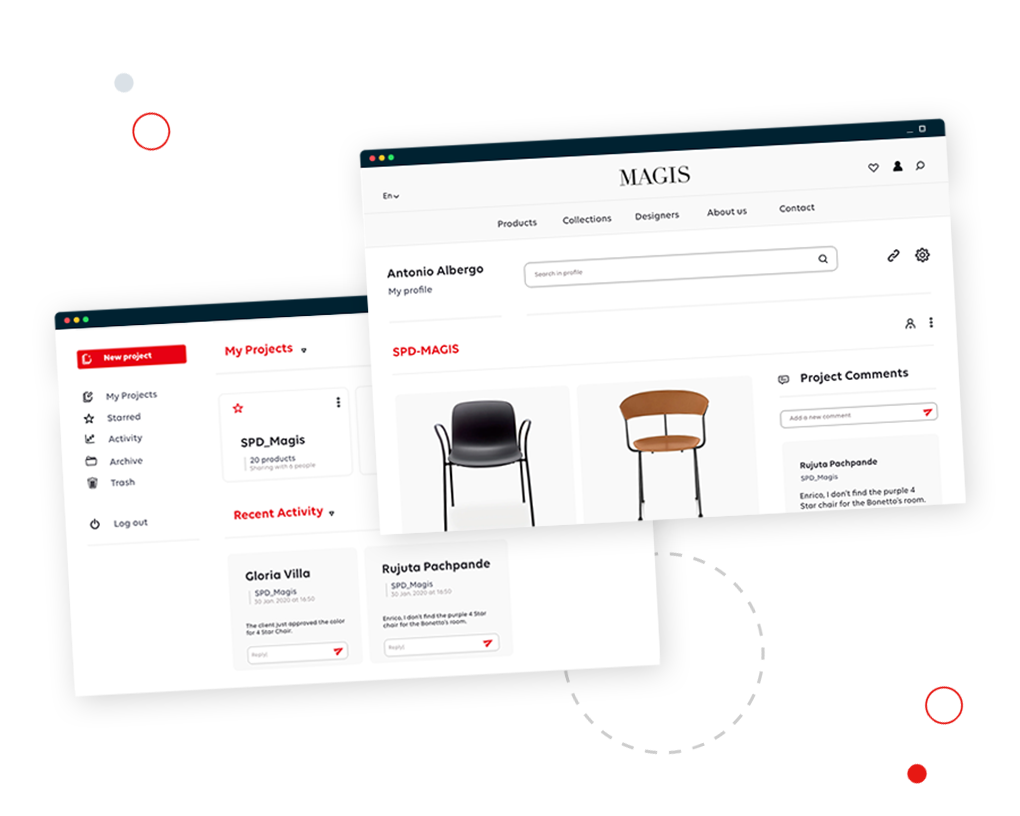 MAGIS
En
Products
Collections
Designers
About us
Contact
Antonio Albergo
My profile
Search in profile
SPD-MAGIS
Project Comments
Add a new comment
Rujuta Pachpande
SPD_Magis
Enrico, I don't find the purple 4
Star chair for the Bonetto's room.
New project
My Projects
Starred
Activity
Archive
Trash
Log out
My Projects
SPD_Magis
20 products
Sharing with 6 people
Recent Activity
Gloria Villa
SPD_Magis
30 Jan. 2020 at 16:50
The client just approved the color
for 4 Star Chair.
Reply|
Rujuta Pachpande
SPD_Magis
30 Jan. 2020 at 16:50
Enrico, I don't find the purple 4 Star
chair for the Bonetto's room.
Reply|